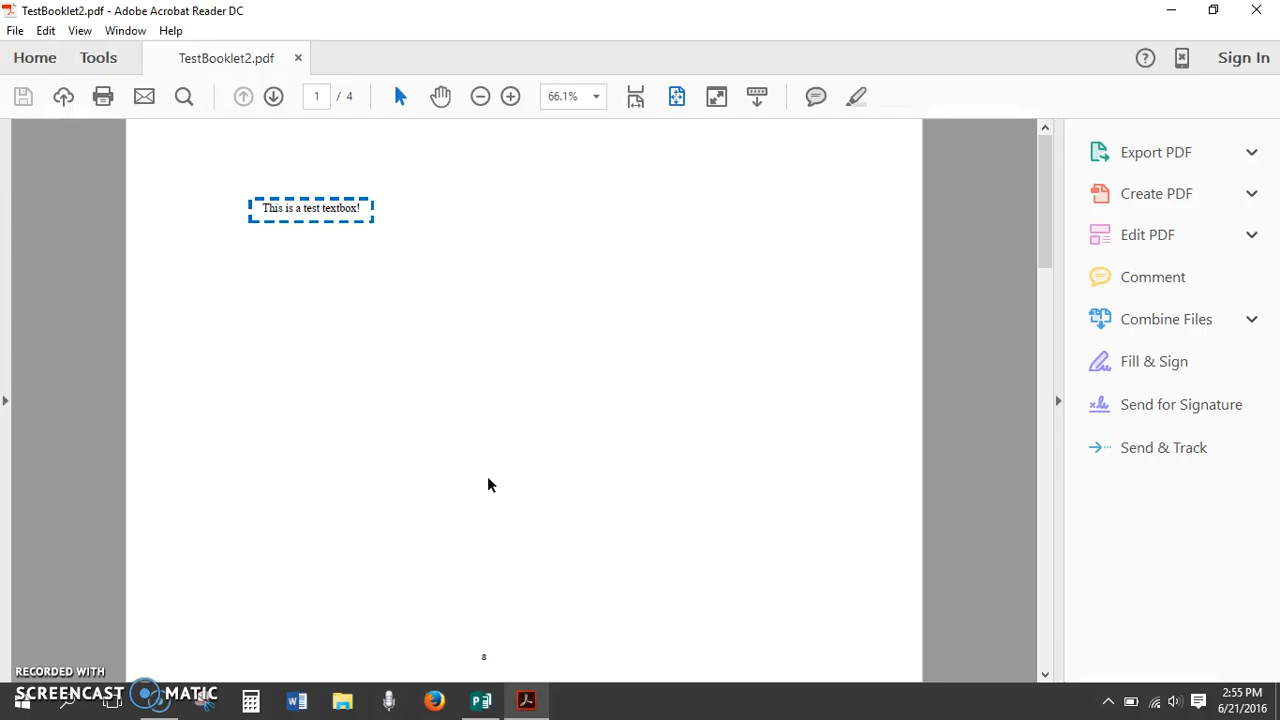 TestBooklet2.pdf - Adobe Acrobat Reader DC
File Edit View Window Help
Home Tools TestBooklet2.pdf Sign In
1 / 4 66.1%
This is a test textbox!
Export PDF
Create PDF
Edit PDF
Comment
Combine Files
Fill & Sign
Send for Signature
Send & Track
8
RECORDED WITH
SCREENCAST MATIC
2:55 PM
6/21/2016